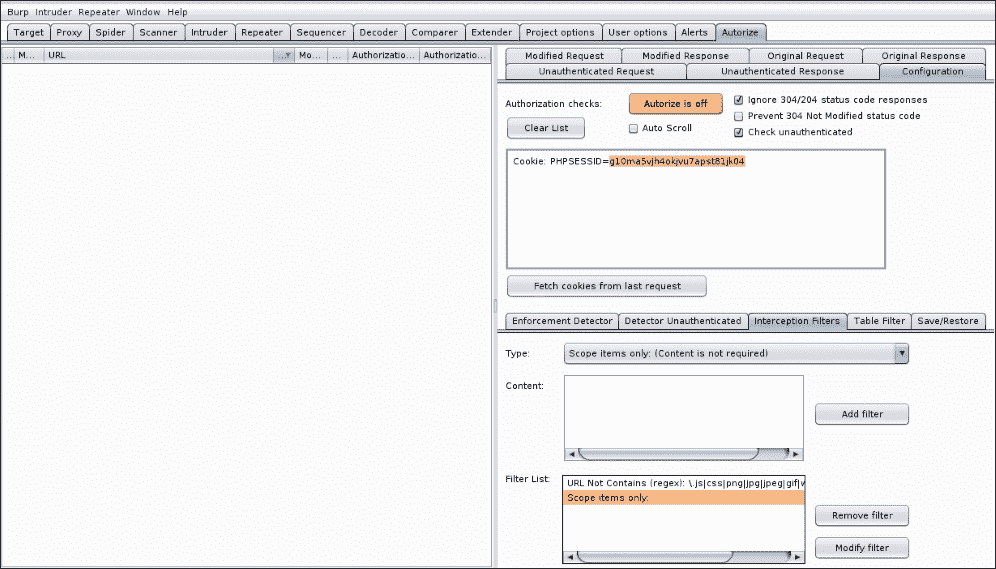 Burp Intruder Repeater Window Help
Target Proxy Spider Scanner Intruder Repeater Sequencer Decoder Comparer Extender Project options User options Alerts Autorize
... M... URL ... Mo... ... Authorizatio... Authorizatio...
Modified Request Modified Response Original Request Original Response
Unauthenticated Request Unauthenticated Response Configuration
Authorization checks: Autorize is off Ignore 304/204 status code responses
Prevent 304 Not Modified status code
Clear List Auto Scroll Check unauthenticated
Cookie: PHPSESSID=g10ma5vjh4okjvu7apst81jk04
Fetch cookies from last request
Enforcement Detector Detector Unauthenticated Interception Filters Table Filter Save/Restore
Type: Scope items only: (Content is not required)
Content:
Add filter
Filter List: URL Not Contains (regex): \.js|css|png|jpg|jpeg|gif|w
Scope items only:
Remove filter
Modify filter